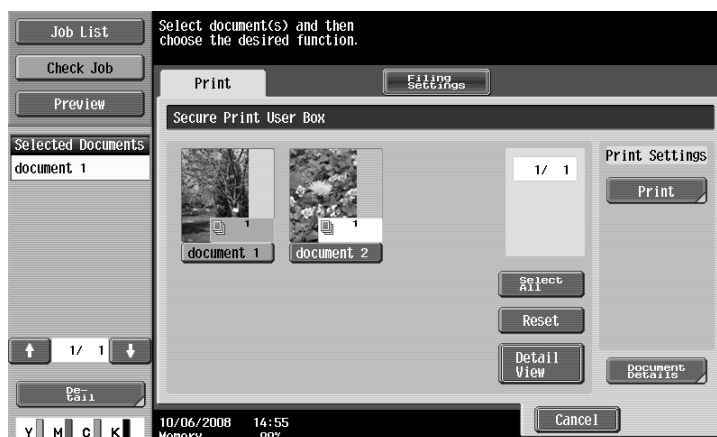 Job List
Check Job
Preview
Selected Documents
document 1
1/ 1
De-
tail
Y M C K
Select document(s) and then
choose the desired function.
Print
Filing
Settings
Secure Print User Box
1
document 1
1
document 2
1/ 1
Select
All
Reset
Detail
View
Print Settings
Print
Document
Details
10/06/2008 14:55
Memory
Cancel